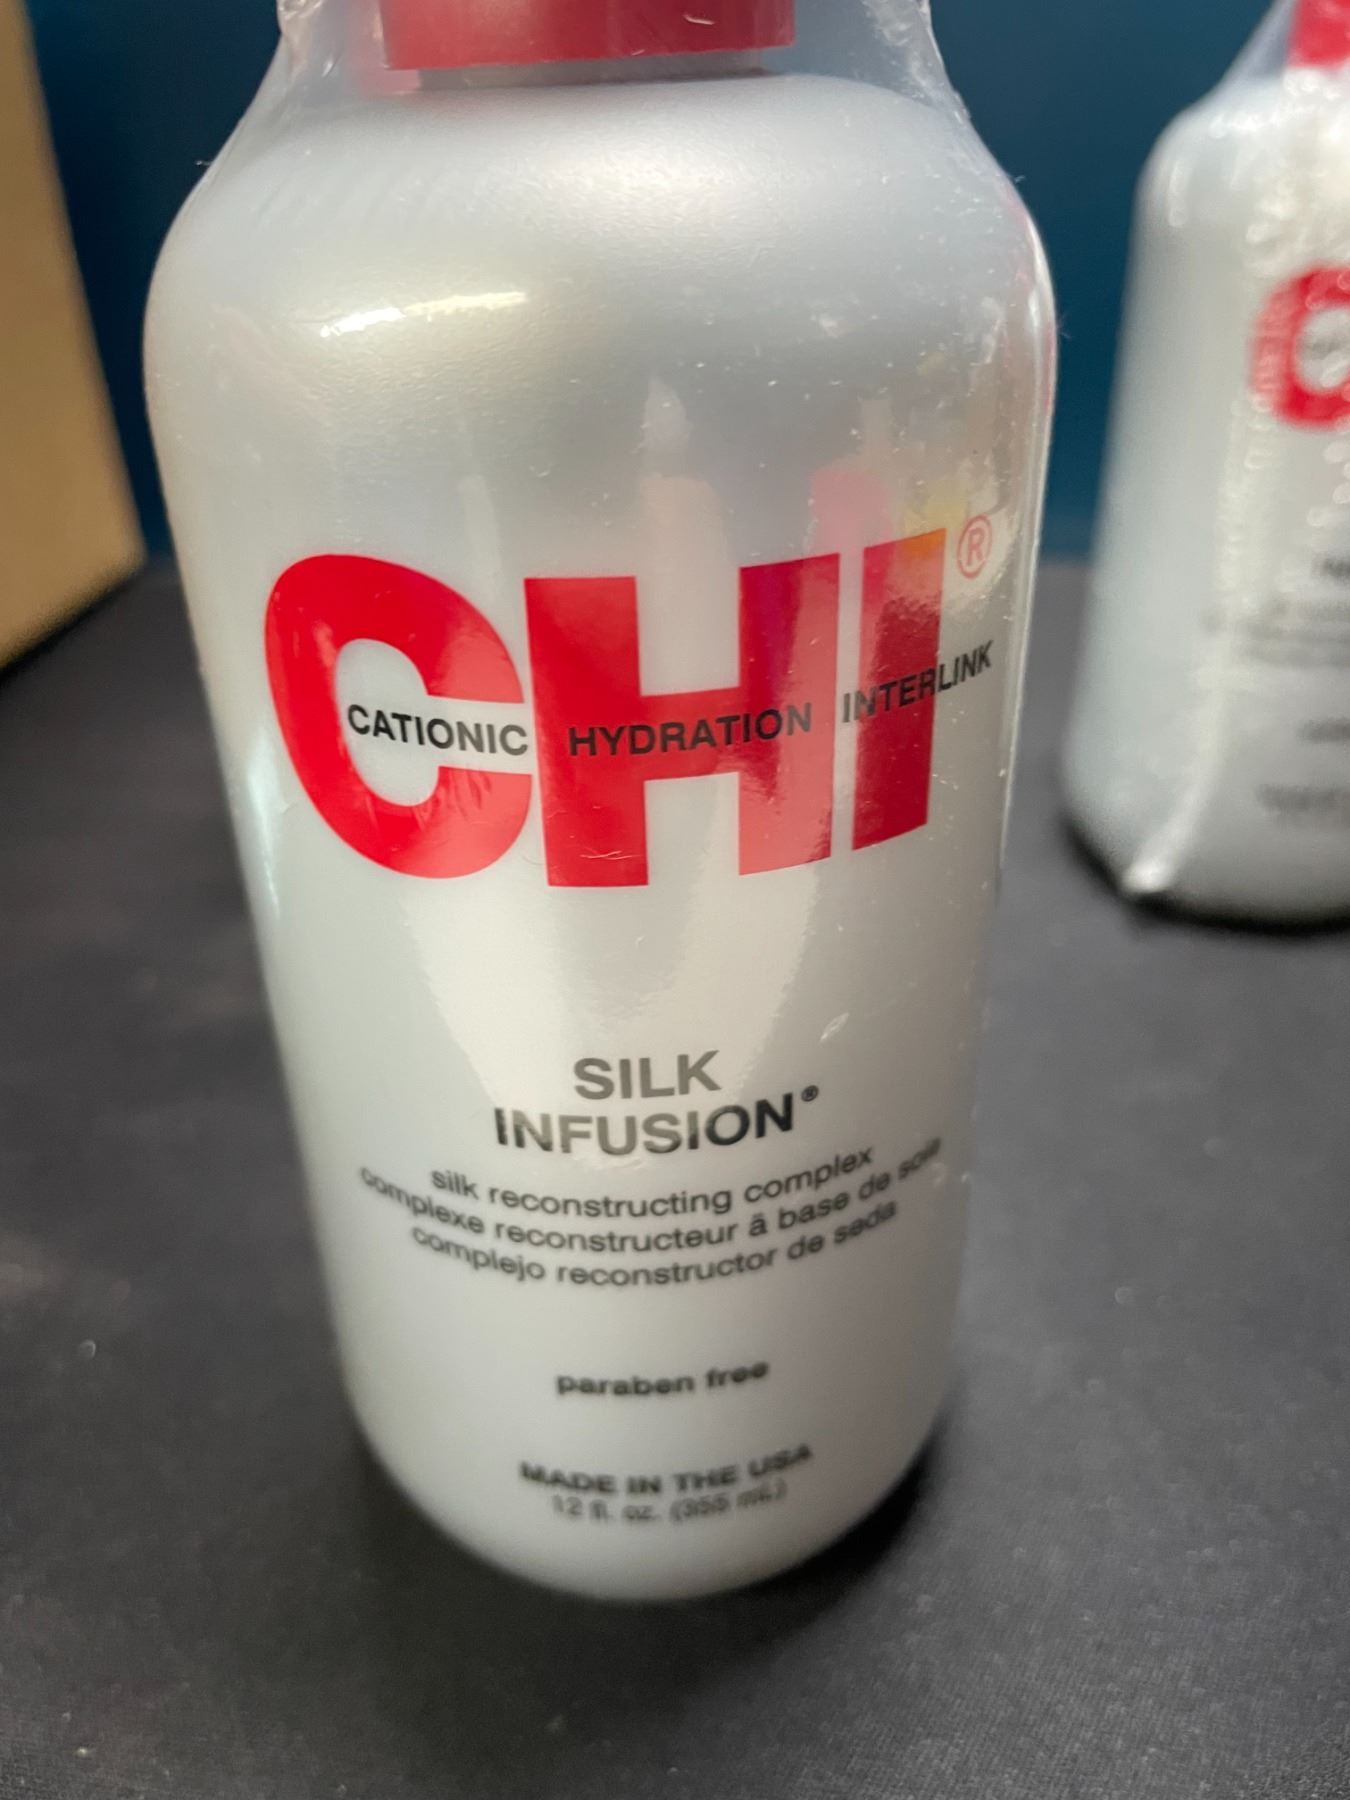 CHI®
CATIONIC HYDRATION INTERLINK
SILK
INFUSION®
silk reconstructing complex
complexe reconstructeur à base de soie
complejo reconstructor de seda
paraben free
MADE IN THE USA
12 fl. oz. (355 mL)
C